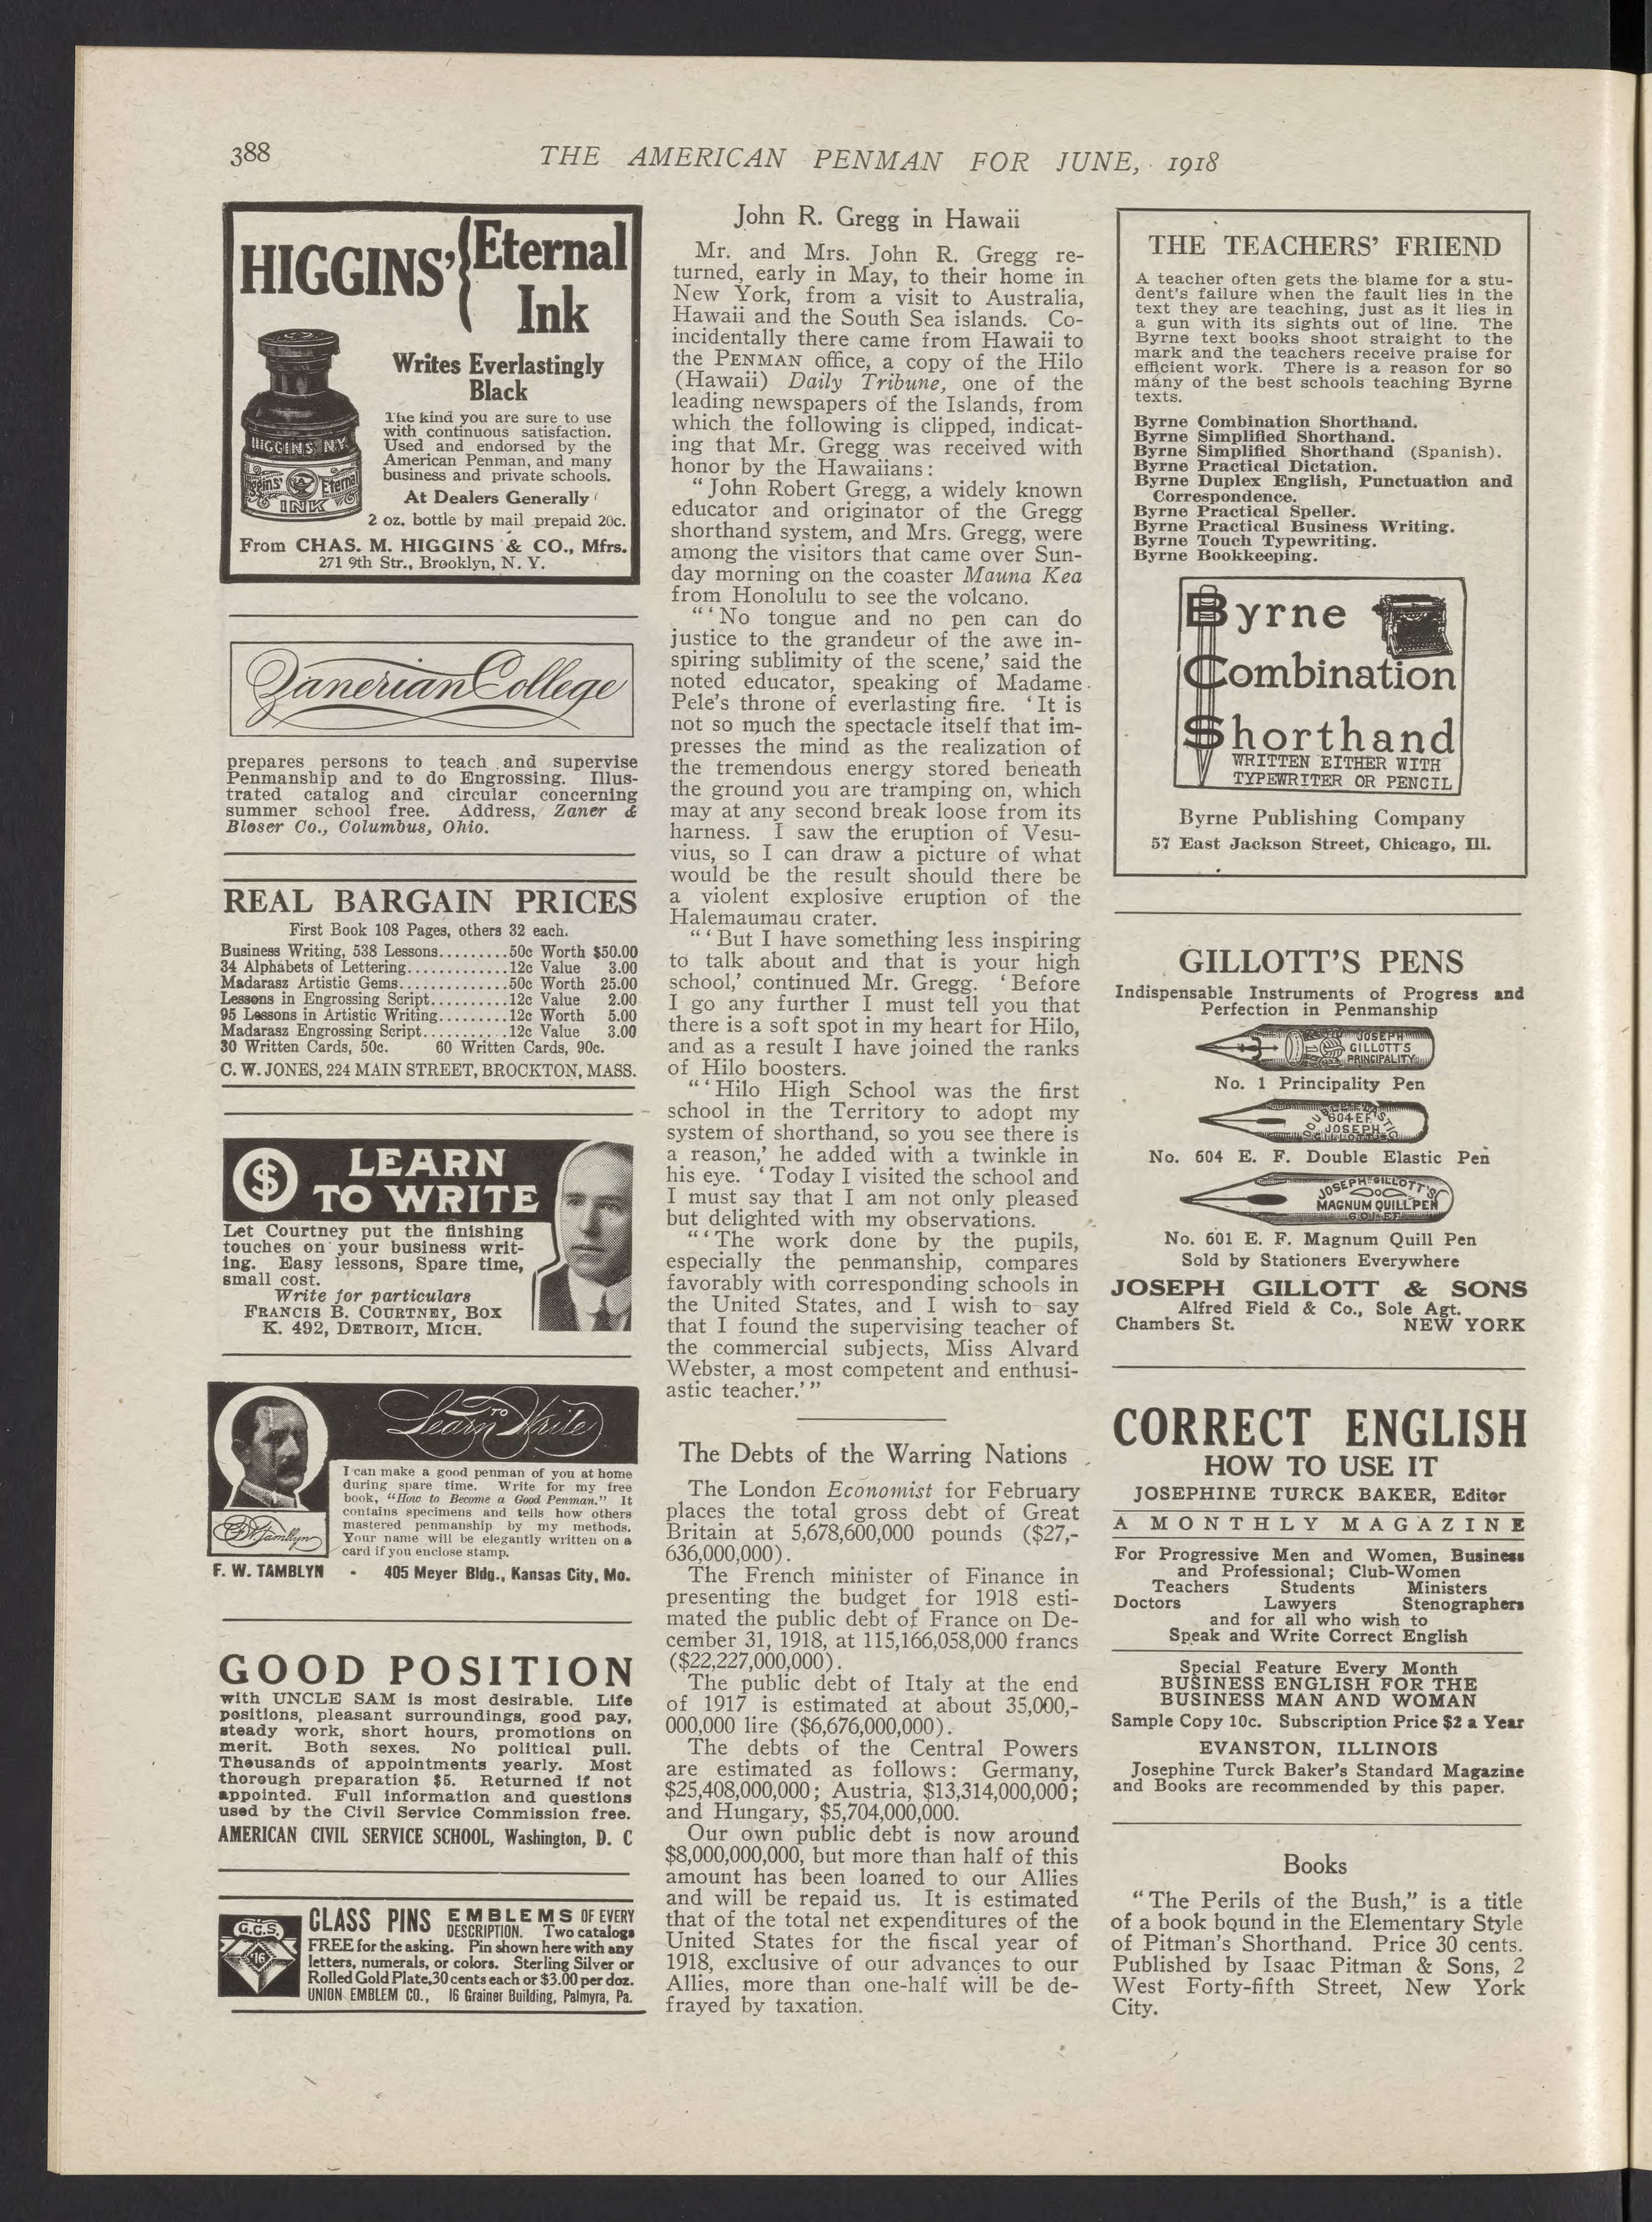 388
THE AMERICAN PENMAN FOR JUNE, 1918
HIGGINS' { Eternal
Ink
Writes Everlastingly
Black
The kind you are sure to use
with continuous satisfaction.
Used and endorsed by the
American Penman, and many
business and private schools.
At Dealers Generally
2 oz. bottle by mail prepaid 20c.
HIGGINS N.Y.
Higgins' Eternal
INK
From CHAS. M. HIGGINS & CO., Mfrs.
271 9th Str., Brooklyn, N. Y.
Zanerian College
prepares persons to teach and supervise
Penmanship and to do Engrossing. Illus-
trated catalog and circular concerning
summer school free. Address, Zaner &
Bloser Co., Columbus, Ohio.
REAL BARGAIN PRICES
First Book 108 Pages, others 32 each.
Business Writing, 538 Lessons.........50c Worth $50.00
34 Alphabets of Lettering.............12c Value 3.00
Madarasz Artistic Gems..............50c Worth 25.00
Lessons in Engrossing Script..........12c Value 2.00
95 Lessons in Artistic Writing.........12c Worth 5.00
Madarasz Engrossing Script..........12c Value 3.00
30 Written Cards, 50c. 60 Written Cards, 90c.
C. W. JONES, 224 MAIN STREET, BROCKTON, MASS.
$ LEARN
TO WRITE
Let Courtney put the finishing
touches on your business writ-
ing. Easy lessons, Spare time,
small cost.
Write for particulars
FRANCIS B. COURTNEY, BOX
K. 492, DETROIT, MICH.
Learn to Write
I can make a good penman of you at home
during spare time. Write for my free
book, "How to Become a Good Penman." It
contains specimens and tells how others
mastered penmanship by my methods.
Your name will be elegantly written on a
card if you enclose stamp.
F. W. Tamblyn
F. W. TAMBLYN - 405 Meyer Bldg., Kansas City, Mo.
GOOD POSITION
with UNCLE SAM is most desirable. Life
positions, pleasant surroundings, good pay,
steady work, short hours, promotions on
merit. Both sexes. No political pull.
Thousands of appointments yearly. Most
thorough preparation $5. Returned if not
appointed. Full information and questions
used by the Civil Service Commission free.
AMERICAN CIVIL SERVICE SCHOOL, Washington, D. C
G.C.S.
'16
CLASS PINS EMBLEMS OF EVERY
DESCRIPTION. Two catalogs
FREE for the asking. Pin shown here with any
letters, numerals, or colors. Sterling Silver or
Rolled Gold Plate, 30 cents each or $3.00 per doz.
UNION EMBLEM CO., 16 Grainer Building, Palmyra, Pa.
John R. Gregg in Hawaii
Mr. and Mrs. John R. Gregg re-
turned, early in May, to their home in
New York, from a visit to Australia,
Hawaii and the South Sea islands. Co-
incidentally there came from Hawaii to
the PENMAN office, a copy of the Hilo
(Hawaii) Daily Tribune, one of the
leading newspapers of the Islands, from
which the following is clipped, indicat-
ing that Mr. Gregg was received with
honor by the Hawaiians:
"John Robert Gregg, a widely known
educator and originator of the Gregg
shorthand system, and Mrs. Gregg, were
among the visitors that came over Sun-
day morning on the coaster Mauna Kea
from Honolulu to see the volcano.
"'No tongue and no pen can do
justice to the grandeur of the awe in-
spiring sublimity of the scene,' said the
noted educator, speaking of Madame
Pele's throne of everlasting fire. 'It is
not so much the spectacle itself that im-
presses the mind as the realization of
the tremendous energy stored beneath
the ground you are tramping on, which
may at any second break loose from its
harness. I saw the eruption of Vesu-
vius, so I can draw a picture of what
would be the result should there be
a violent explosive eruption of the
Halemaumau crater.
"'But I have something less inspiring
to talk about and that is your high
school,' continued Mr. Gregg. 'Before
I go any further I must tell you that
there is a soft spot in my heart for Hilo,
and as a result I have joined the ranks
of Hilo boosters.
"'Hilo High School was the first
school in the Territory to adopt my
system of shorthand, so you see there is
a reason,' he added with a twinkle in
his eye. 'Today I visited the school and
I must say that I am not only pleased
but delighted with my observations.
"'The work done by the pupils,
especially the penmanship, compares
favorably with corresponding schools in
the United States, and I wish to say
that I found the supervising teacher of
the commercial subjects, Miss Alvard
Webster, a most competent and enthusi-
astic teacher.'"
The Debts of the Warring Nations
The London Economist for February
places the total gross debt of Great
Britain at 5,678,600,000 pounds ($27,-
636,000,000).
The French minister of Finance in
presenting the budget for 1918 esti-
mated the public debt of France on De-
cember 31, 1918, at 115,166,058,000 francs
($22,227,000,000).
The public debt of Italy at the end
of 1917 is estimated at about 35,000,-
000,000 lire ($6,676,000,000).
The debts of the Central Powers
are estimated as follows: Germany,
$25,408,000,000; Austria, $13,314,000,000;
and Hungary, $5,704,000,000.
Our own public debt is now around
$8,000,000,000, but more than half of this
amount has been loaned to our Allies
and will be repaid us. It is estimated
that of the total net expenditures of the
United States for the fiscal year of
1918, exclusive of our advances to our
Allies, more than one-half will be de-
frayed by taxation.
THE TEACHERS' FRIEND
A teacher often gets the blame for a stu-
dent's failure when the fault lies in the
text they are teaching, just as it lies in
a gun with its sights out of line. The
Byrne text books shoot straight to the
mark and the teachers receive praise for
efficient work. There is a reason for so
many of the best schools teaching Byrne
texts.
Byrne Combination Shorthand.
Byrne Simplified Shorthand.
Byrne Simplified Shorthand (Spanish).
Byrne Practical Dictation.
Byrne Duplex English, Punctuation and
Correspondence.
Byrne Practical Speller.
Byrne Practical Business Writing.
Byrne Touch Typewriting.
Byrne Bookkeeping.
Byrne
Combination
Shorthand
WRITTEN EITHER WITH
TYPEWRITER OR PENCIL
Byrne Publishing Company
57 East Jackson Street, Chicago, Ill.
GILLOTT'S PENS
Indispensable Instruments of Progress and
Perfection in Penmanship
JOSEPH
GILLOTT'S
PRINCIPALITY
No. 1 Principality Pen
DOUBLE ELASTIC
604 E.F.
JOSEPH
No. 604 E. F. Double Elastic Pen
JOSEPH GILLOTT'S
MAGNUM QUILL PEN
601 E.F
No. 601 E. F. Magnum Quill Pen
Sold by Stationers Everywhere
JOSEPH GILLOTT & SONS
Alfred Field & Co., Sole Agt.
Chambers St. NEW YORK
CORRECT ENGLISH
HOW TO USE IT
JOSEPHINE TURCK BAKER, Editor
A MONTHLY MAGAZINE
For Progressive Men and Women, Business
and Professional; Club-Women
Teachers Students Ministers
Doctors Lawyers Stenographers
and for all who wish to
Speak and Write Correct English
Special Feature Every Month
BUSINESS ENGLISH FOR THE
BUSINESS MAN AND WOMAN
Sample Copy 10c. Subscription Price $2 a Year
EVANSTON, ILLINOIS
Josephine Turck Baker's Standard Magazine
and Books are recommended by this paper.
Books
"The Perils of the Bush," is a title
of a book bound in the Elementary Style
of Pitman's Shorthand. Price 30 cents.
Published by Isaac Pitman & Sons, 2
West Forty-fifth Street, New York
City.